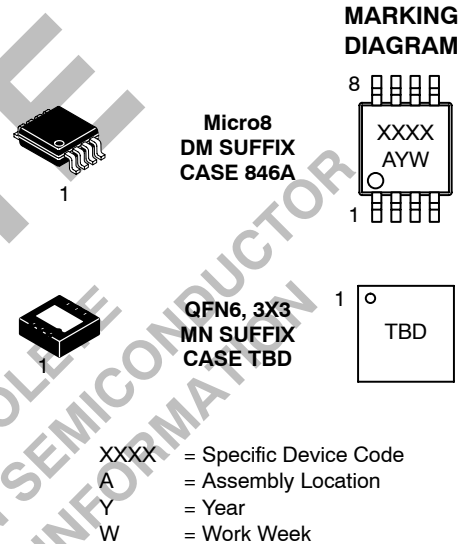 MARKING
DIAGRAM
8
Micro8
DM SUFFIX
CASE 846A
XXXX
AYW
1
1
QFN6, 3X3
MN SUFFIX
CASE TBD
1
TBD
1
XXXX = Specific Device Code
A = Assembly Location
Y = Year
W = Work Week
SEMICONDUCTOR